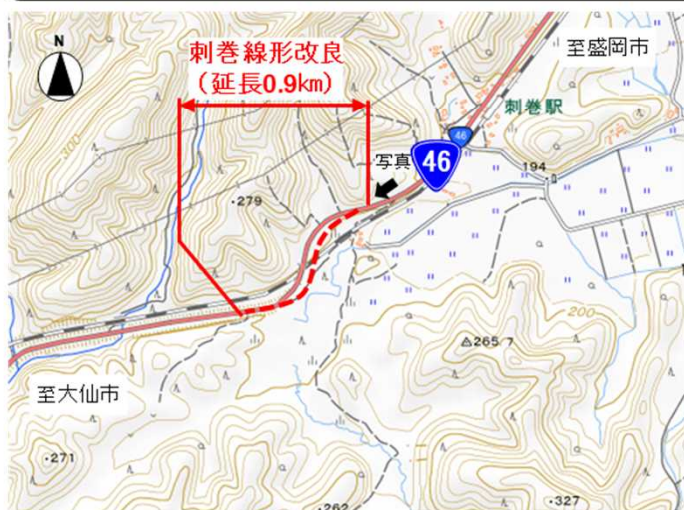 N
刺巻線形改良
（延長0.9km）
至盛岡市
刺巻駅
46
写真
46
194
300
・279
200
△265.7
至大仙市
・271
・262
・327